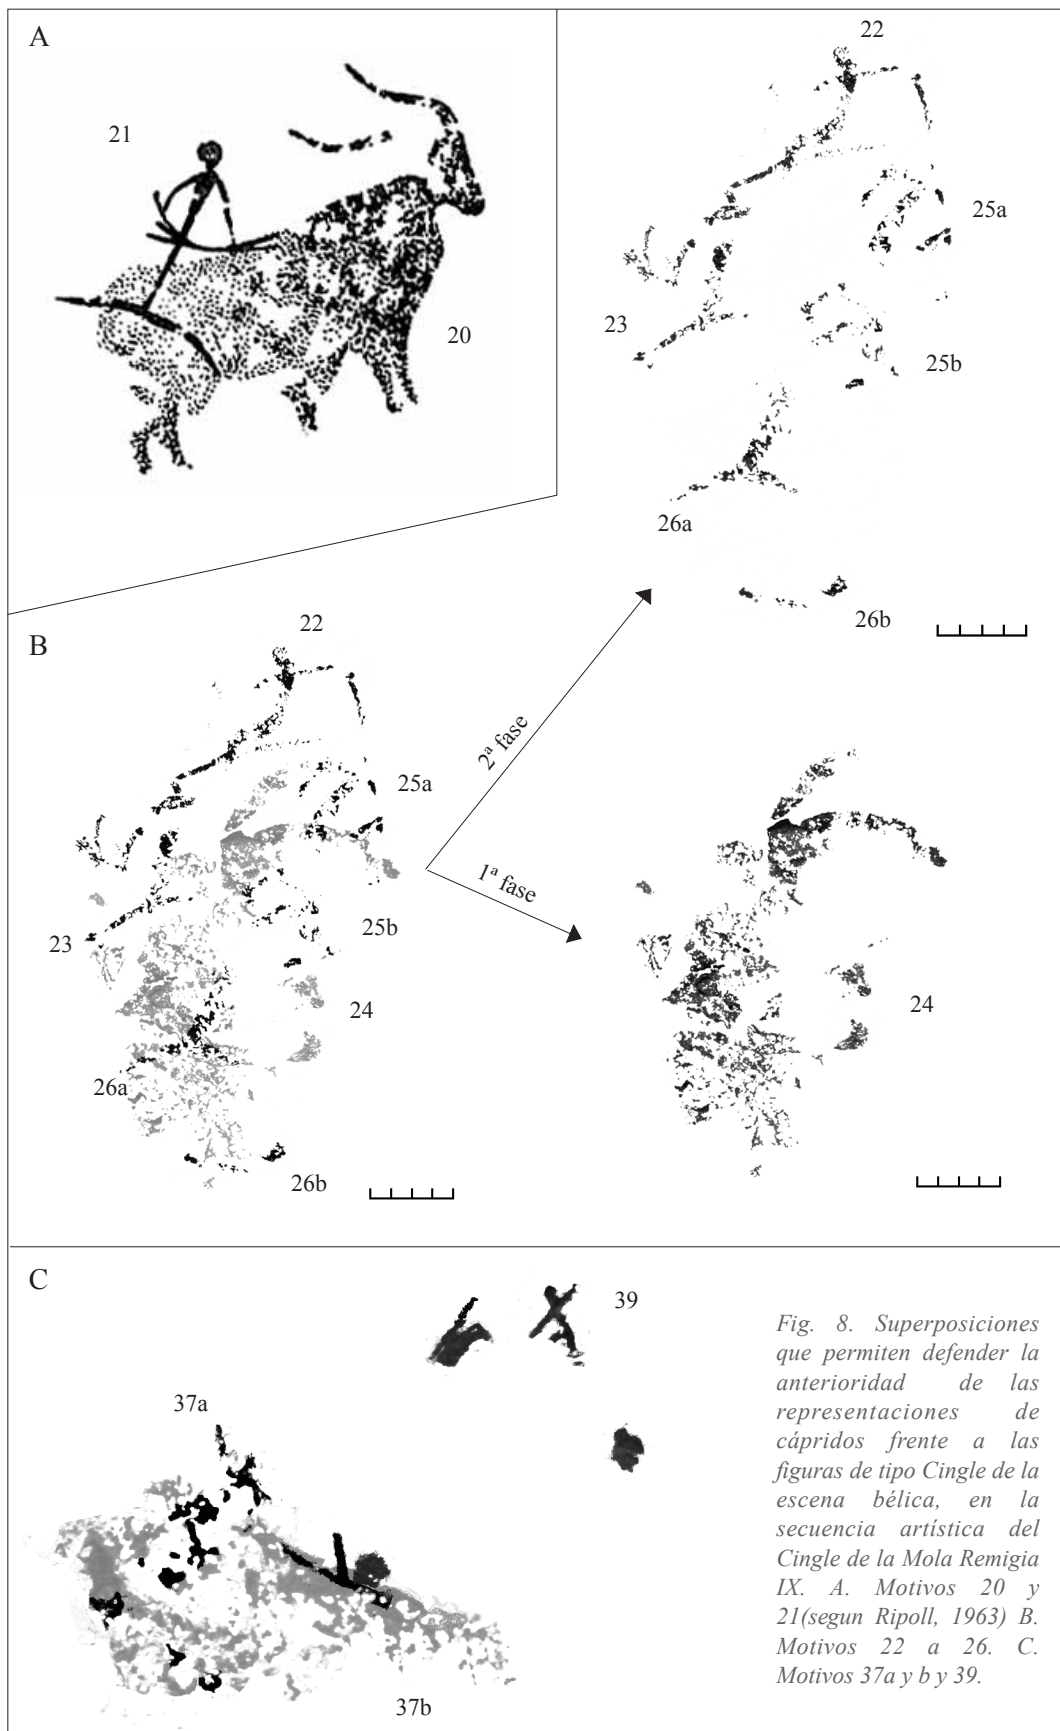 A
22
21
25a
20
23
25b
26a
26b
B
22
2ª fase
25a
1ª fase
23
25b
24
24
26a
26b
C
39
37a
37b
Fig. 8. Superposiciones
que permiten defender la
anterioridad de las
representaciones de
cápridos frente a las
figuras de tipo Cingle de la
escena bélica, en la
secuencia artística del
Cingle de la Mola Remigia
IX. A. Motivos 20 y
21(segun Ripoll, 1963) B.
Motivos 22 a 26. C.
Motivos 37a y b y 39.